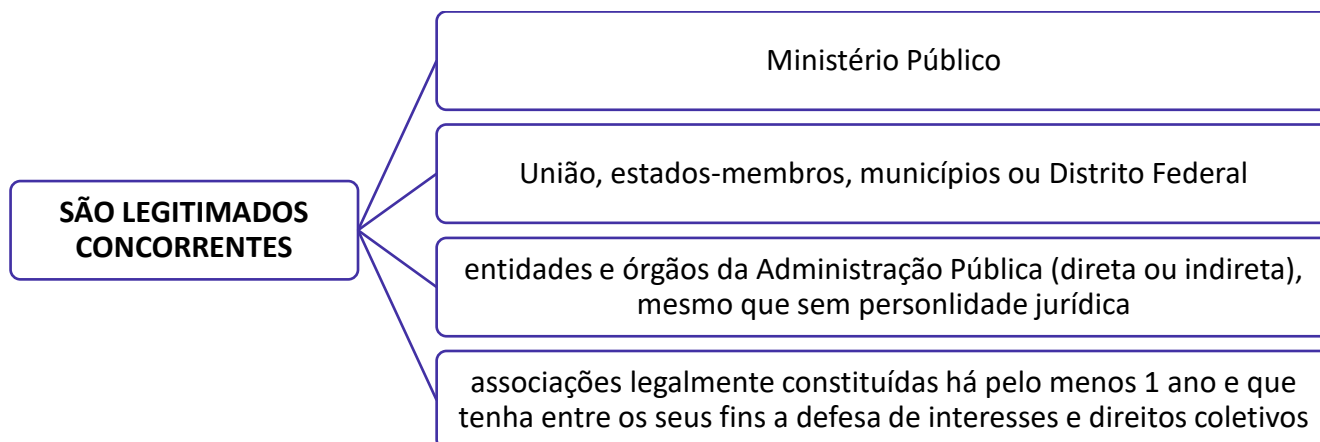 SÃO LEGITIMADOS
CONCORRENTES
Ministério Público
União, estados-membros, municípios ou Distrito Federal
entidades e órgãos da Administração Pública (direta ou indireta),
mesmo que sem personlidade jurídica
associações legalmente constituídas há pelo menos 1 ano e que
tenha entre os seus fins a defesa de interesses e direitos coletivos